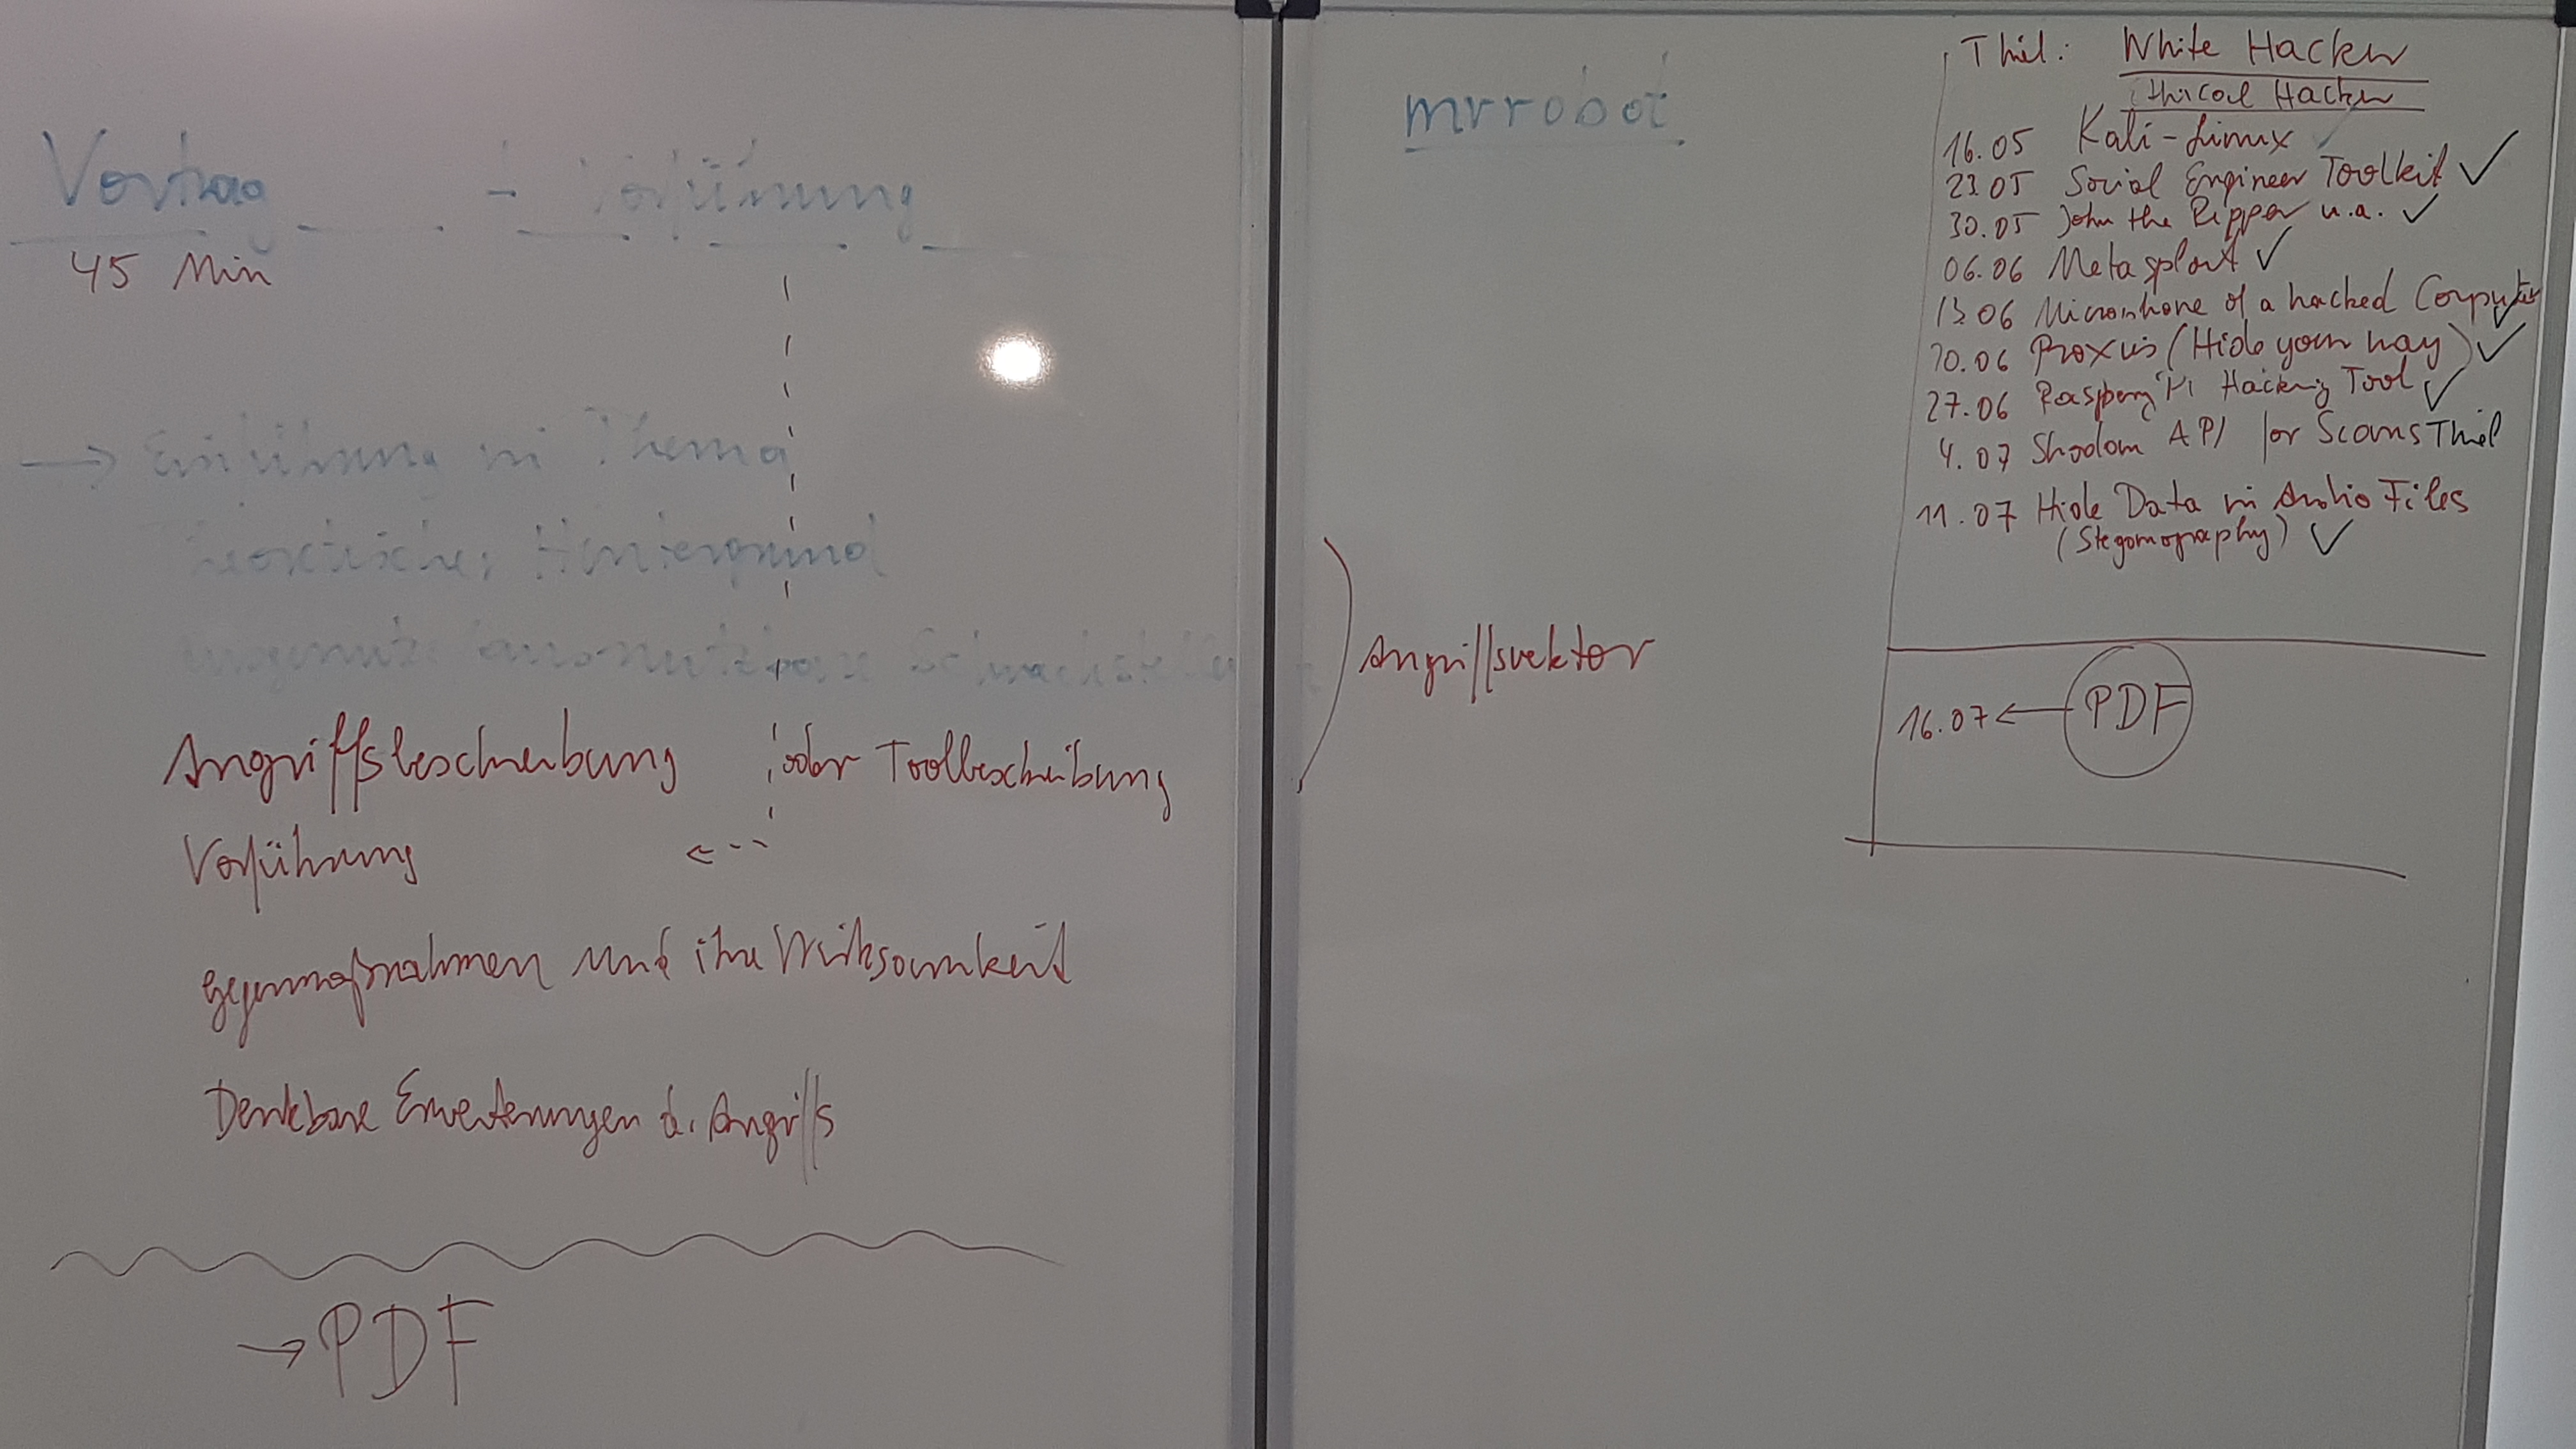 Vortrag - Vorführung
45 Min
→ Einführung in Thema
Theoretischer Hintergrund
Schwachstelle
Angriffsbeschreibung oder Toolbeschreibung
Vorführung
Gegenmaßnahmen und ihre Wirksamkeit
Denkbare Erweiterungen d. Angriffs
→ PDF
mrrobot
Angriffsvektor
Thiel: White Hacker
Ethical Hacker
16.05 Kali-Linux ✓
23.05 Social Engineer Toolkit ✓
30.05 John the Ripper u.a. ✓
06.06 Metasploit ✓
13.06 Microphone of a hacked Computer ✓
20.06 Proxies (Hide your way) ✓
27.06 Raspberry Pi Hacking Tool ✓
4.07 Shodan API for Scans Thiel
11.07 Hide Data in Audio Files
(Steganography) ✓
16.07 ← PDF